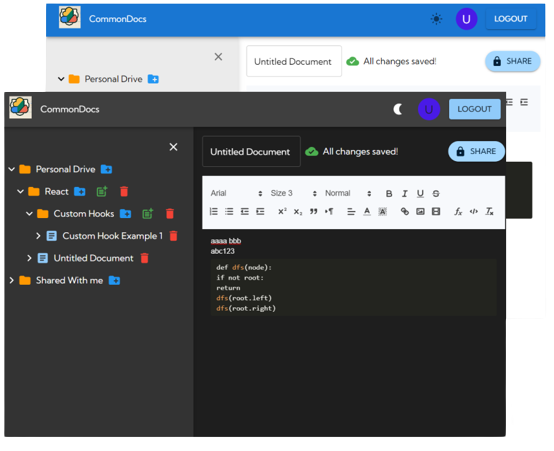 CommonDocs
U
LOGOUT
Personal Drive
Untitled Document
All changes saved!
SHARE
CommonDocs
U
LOGOUT
Untitled Document
All changes saved!
SHARE
Personal Drive
React
Custom Hooks
Custom Hook Example 1
Untitled Document
Shared With me
Arial
Size 3
Normal
B I U S
aaaa bbb
abc123
def dfs(node):
if not root:
return
dfs(root.left)
dfs(root.right)